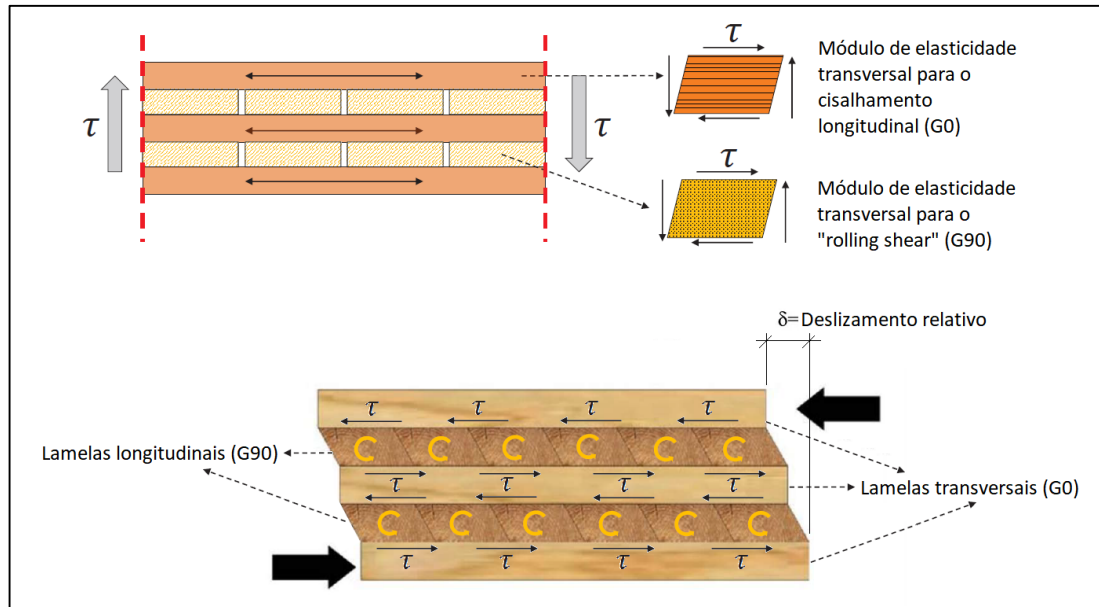 τ
τ
τ
Módulo de elasticidade
transversal para o
cisalhamento
longitudinal (G0)
τ
Módulo de elasticidade
transversal para o
"rolling shear" (G90)
δ=Deslizamento relativo
τ τ τ τ
Lamelas longitudinais (G90)
τ τ τ τ
τ τ τ τ
Lamelas transversais (G0)
τ τ τ τ